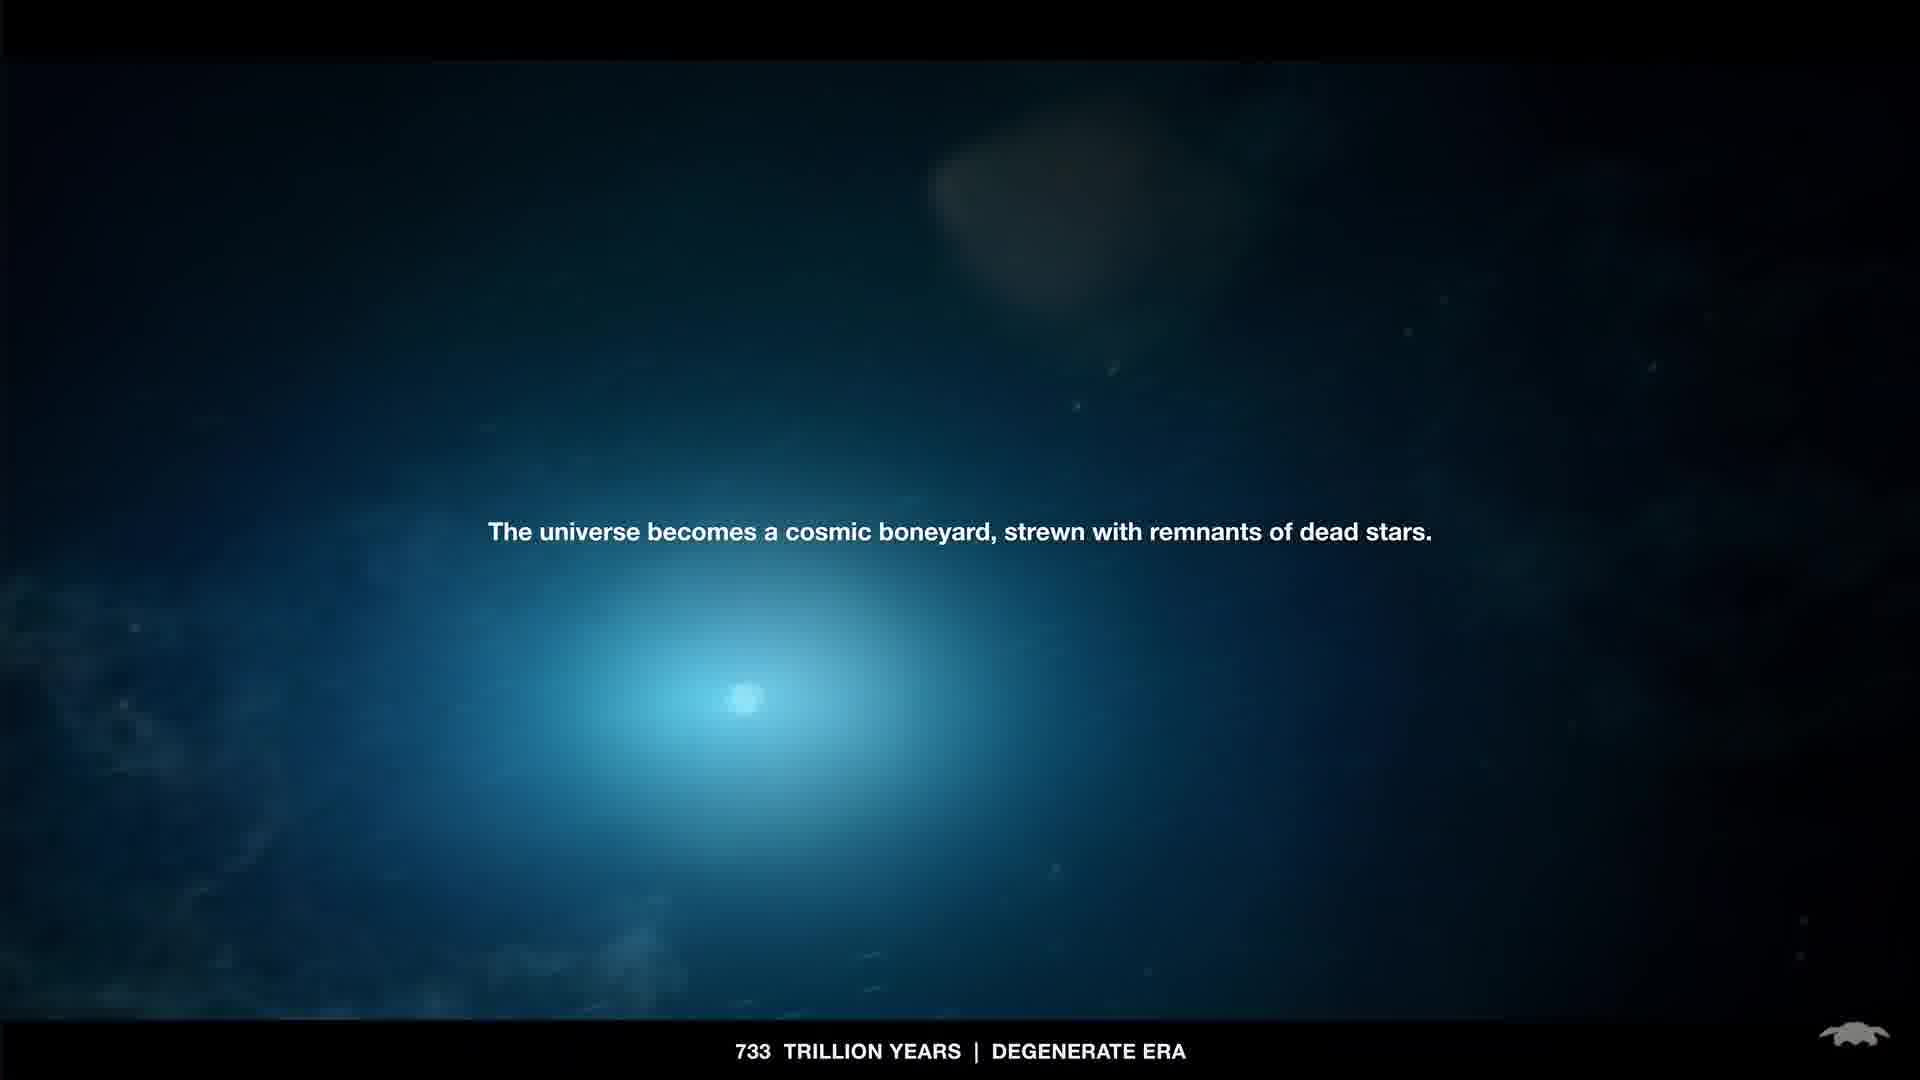 The universe becomes a cosmic boneyard, strewn with remnants of dead stars.
733 TRILLION YEARS | DEGENERATE ERA